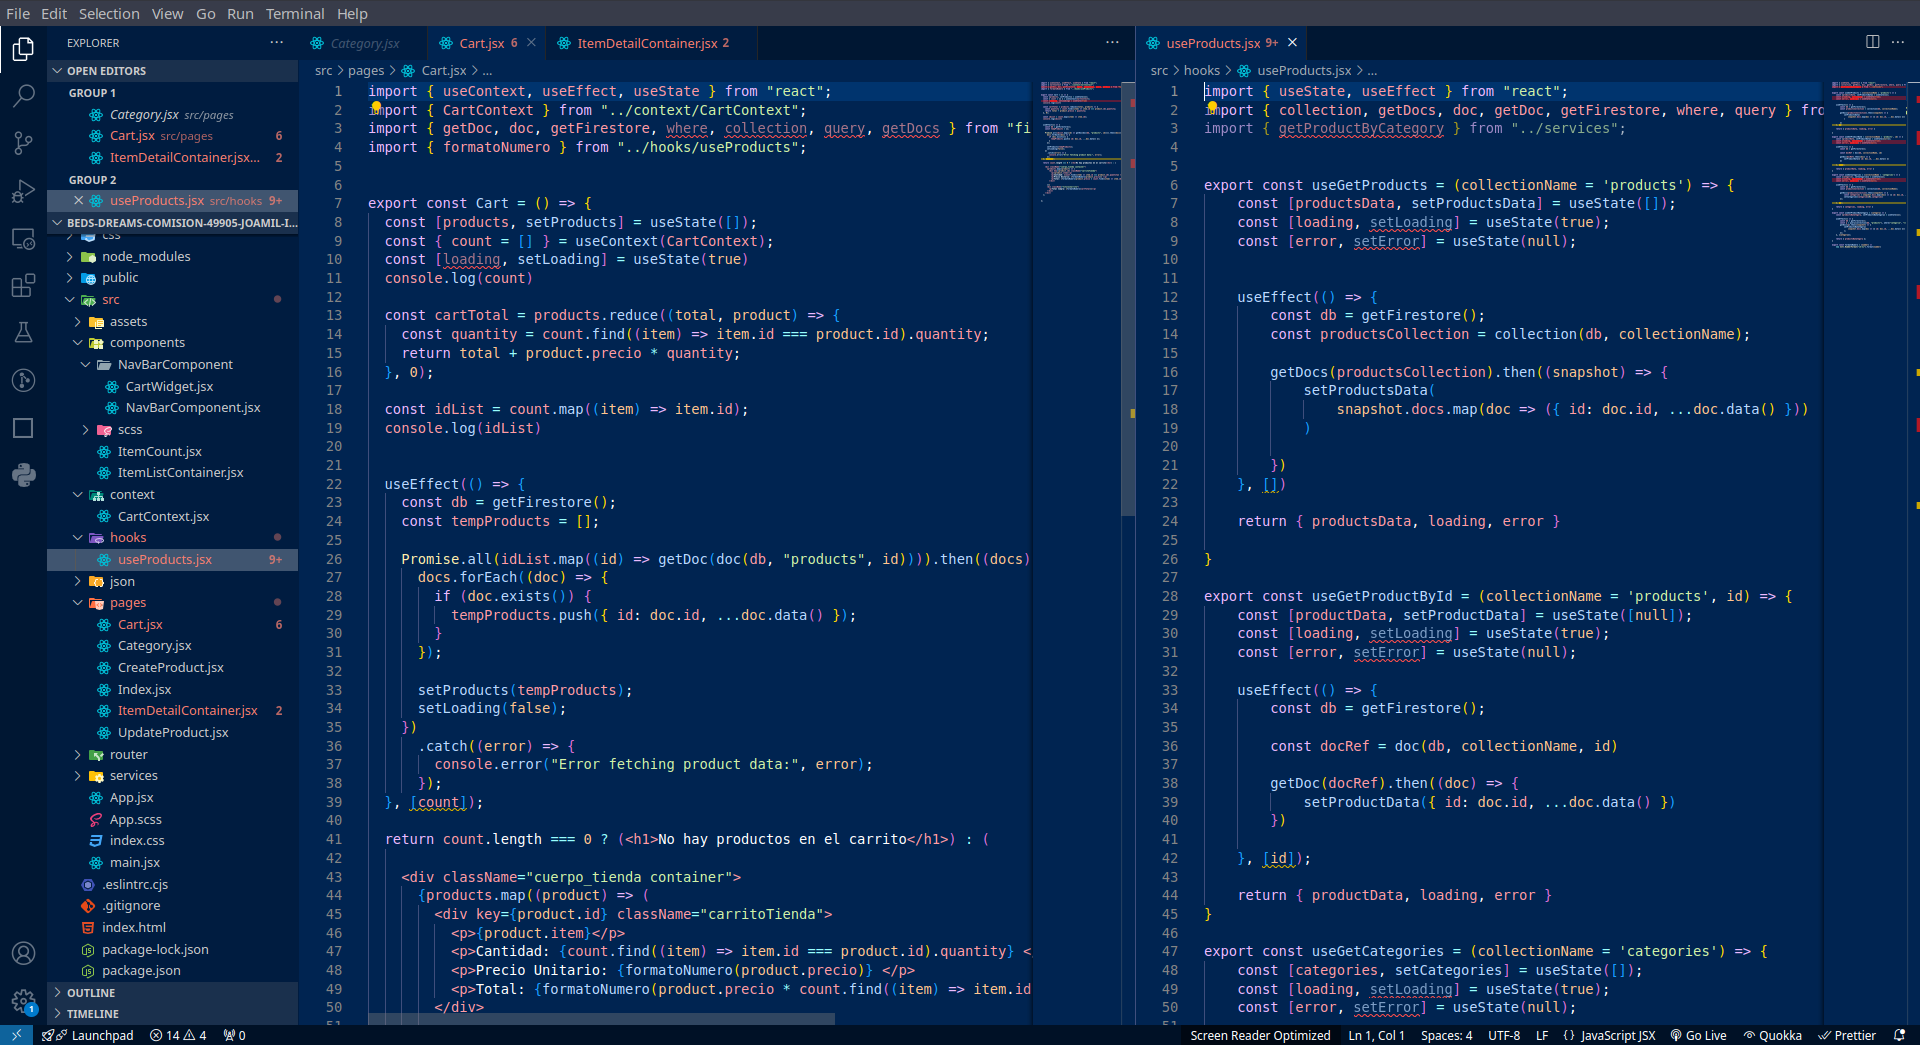 File Edit Selection View Go Run Terminal Help
EXPLORER
OPEN EDITORS
GROUP 1
Category.jsx src/pages
Cart.jsx src/pages 6
ItemDetailContainer.jsx... 2
GROUP 2
useProducts.jsx src/hooks 9+
BEDS-DREAMS-COMISION-49905-JOAMIL-I...
css
node_modules
public
src
assets
components
NavBarComponent
CartWidget.jsx
NavBarComponent.jsx
scss
ItemCount.jsx
ItemListContainer.jsx
context
CartContext.jsx
hooks
useProducts.jsx 9+
json
pages
Cart.jsx 6
Category.jsx
CreateProduct.jsx
Index.jsx
ItemDetailContainer.jsx 2
UpdateProduct.jsx
router
services
App.jsx
App.scss
index.css
main.jsx
.eslintrc.cjs
.gitignore
index.html
package-lock.json
package.json
OUTLINE
TIMELINE
Category.jsx Cart.jsx 6 ItemDetailContainer.jsx 2
src > pages > Cart.jsx > ...
1 import { useContext, useEffect, useState } from "react";
2 import { CartContext } from "../context/CartContext";
3 import { getDoc, doc, getFirestore, where, collection, query, getDocs } from "fi
4 import { formatoNumero } from "../hooks/useProducts";
5
6
7 export const Cart = () => {
8 const [products, setProducts] = useState([]);
9 const { count = [] } = useContext(CartContext);
10 const [loading, setLoading] = useState(true)
11 console.log(count)
12
13 const cartTotal = products.reduce((total, product) => {
14 const quantity = count.find((item) => item.id === product.id).quantity;
15 return total + product.precio * quantity;
16 }, 0);
17
18 const idList = count.map((item) => item.id);
19 console.log(idList)
20
21
22 useEffect(() => {
23 const db = getFirestore();
24 const tempProducts = [];
25
26 Promise.all(idList.map((id) => getDoc(doc(db, "products", id)))).then((docs)
27 docs.forEach((doc) => {
28 if (doc.exists()) {
29 tempProducts.push({ id: doc.id, ...doc.data() });
30 }
31 });
32
33 setProducts(tempProducts);
34 setLoading(false);
35 })
36 .catch((error) => {
37 console.error("Error fetching product data:", error);
38 });
39 }, [count]);
40
41 return count.length === 0 ? (<h1>No hay productos en el carrito</h1>) : (
42
43 <div className="cuerpo_tienda container">
44 {products.map((product) => (
45 <div key={product.id} className="carritoTienda">
46 <p>{product.item}</p>
47 <p>Cantidad: {count.find((item) => item.id === product.id).quantity} <
48 <p>Precio Unitario: {formatoNumero(product.precio)} </p>
49 <p>Total: {formatoNumero(product.precio * count.find((item) => item.id
50 </div>
51
useProducts.jsx 9+
src > hooks > useProducts.jsx > ...
1 import { useState, useEffect } from "react";
2 import { collection, getDocs, doc, getDoc, getFirestore, where, query } fro
3 import { getProductByCategory } from "../services";
4
5
6 export const useGetProducts = (collectionName = 'products') => {
7 const [productsData, setProductsData] = useState([]);
8 const [loading, setLoading] = useState(true);
9 const [error, setError] = useState(null);
10
11
12 useEffect(() => {
13 const db = getFirestore();
14 const productsCollection = collection(db, collectionName);
15
16 getDocs(productsCollection).then((snapshot) => {
17 setProductsData(
18 snapshot.docs.map(doc => ({ id: doc.id, ...doc.data() }))
19 )
20
21 })
22 }, [])
23
24 return { productsData, loading, error }
25
26 }
27
28 export const useGetProductById = (collectionName = 'products', id) => {
29 const [productData, setProductData] = useState([null]);
30 const [loading, setLoading] = useState(true);
31 const [error, setError] = useState(null);
32
33 useEffect(() => {
34 const db = getFirestore();
35
36 const docRef = doc(db, collectionName, id)
37
38 getDoc(docRef).then((doc) => {
39 setProductData({ id: doc.id, ...doc.data() })
40 })
41
42 }, [id]);
43
44 return { productData, loading, error }
45 }
46
47 export const useGetCategories = (collectionName = 'categories') => {
48 const [categories, setCategories] = useState([]);
49 const [loading, setLoading] = useState(true);
50 const [error, setError] = useState(null);
51
1
Launchpad 14 4 0 Screen Reader Optimized Ln 1, Col 1 Spaces: 4 UTF-8 LF {} JavaScript JSX Go Live Quokka Prettier